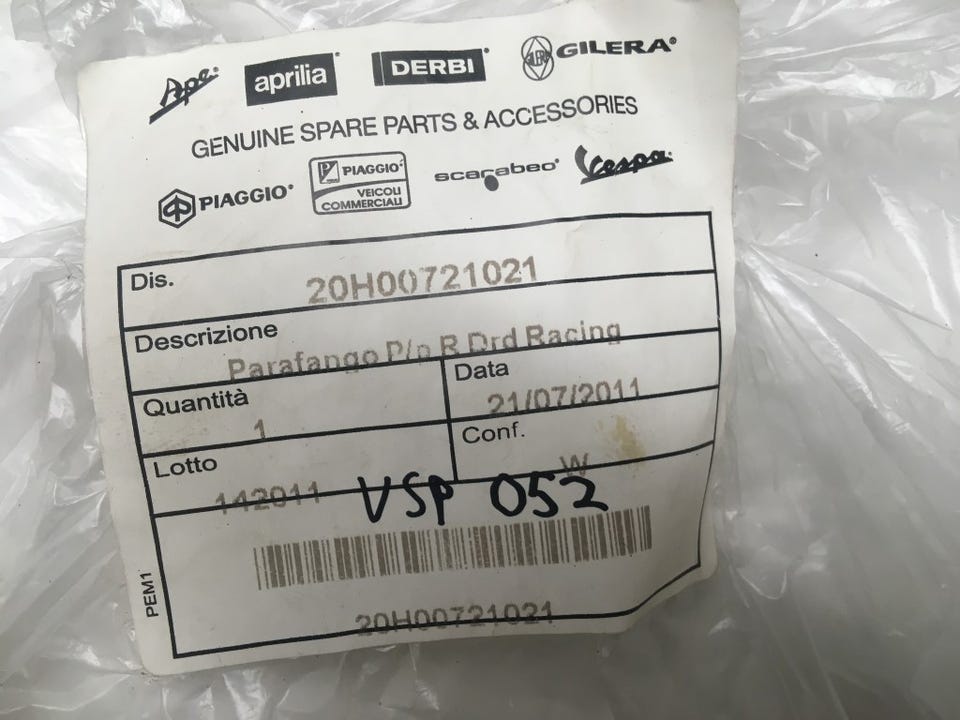 Ape aprilia DERBI GILERA
GENUINE SPARE PARTS & ACCESSORIES
PIAGGIO PIAGGIO VEICOLI COMMERCIALI scarabeo Vespa
Dis. 20H00721021
Descrizione
Parafango P/p R Drd Racing
Quantità 1
Data 21/07/2011
Lotto 142011
Conf. W
VSP 052
PEM1
20H00721021